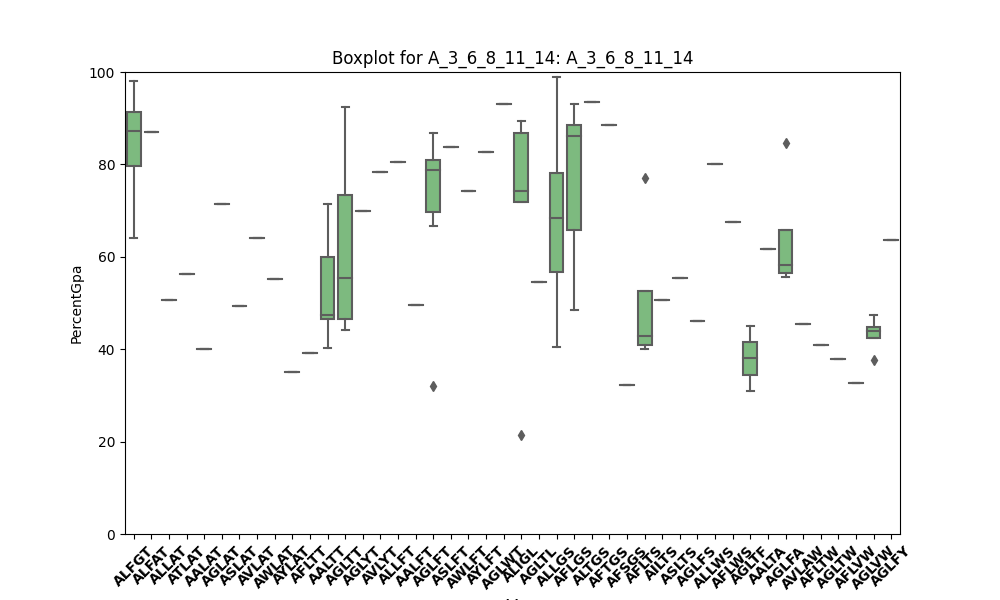 Boxplot for A_3_6_8_11_14: A_3_6_8_11_14
PercentGpa
100
80
60
40
20
0
ALFGT
ALFAT
ALLAT
ATLAT
AALAT
AGLAT
ASLAT
AVLAT
AWLAT
AYLAT
AFLTT
AALTT
AGLTT
AGLYT
AVLYT
ALLFT
AALFT
AGLFT
ASLFT
AWLFT
AYLFT
AGLWT
ALIGL
AGLTL
ALLGS
AFLGS
ALTGS
AFTGS
AFSGS
AFLTS
AILTS
ASLTS
AGLFS
ALLWS
AFLWS
AGLTF
AALTA
AGLFA
AVLAW
AFLTW
AGLTW
AFLVW
AGLVW
AGLFY